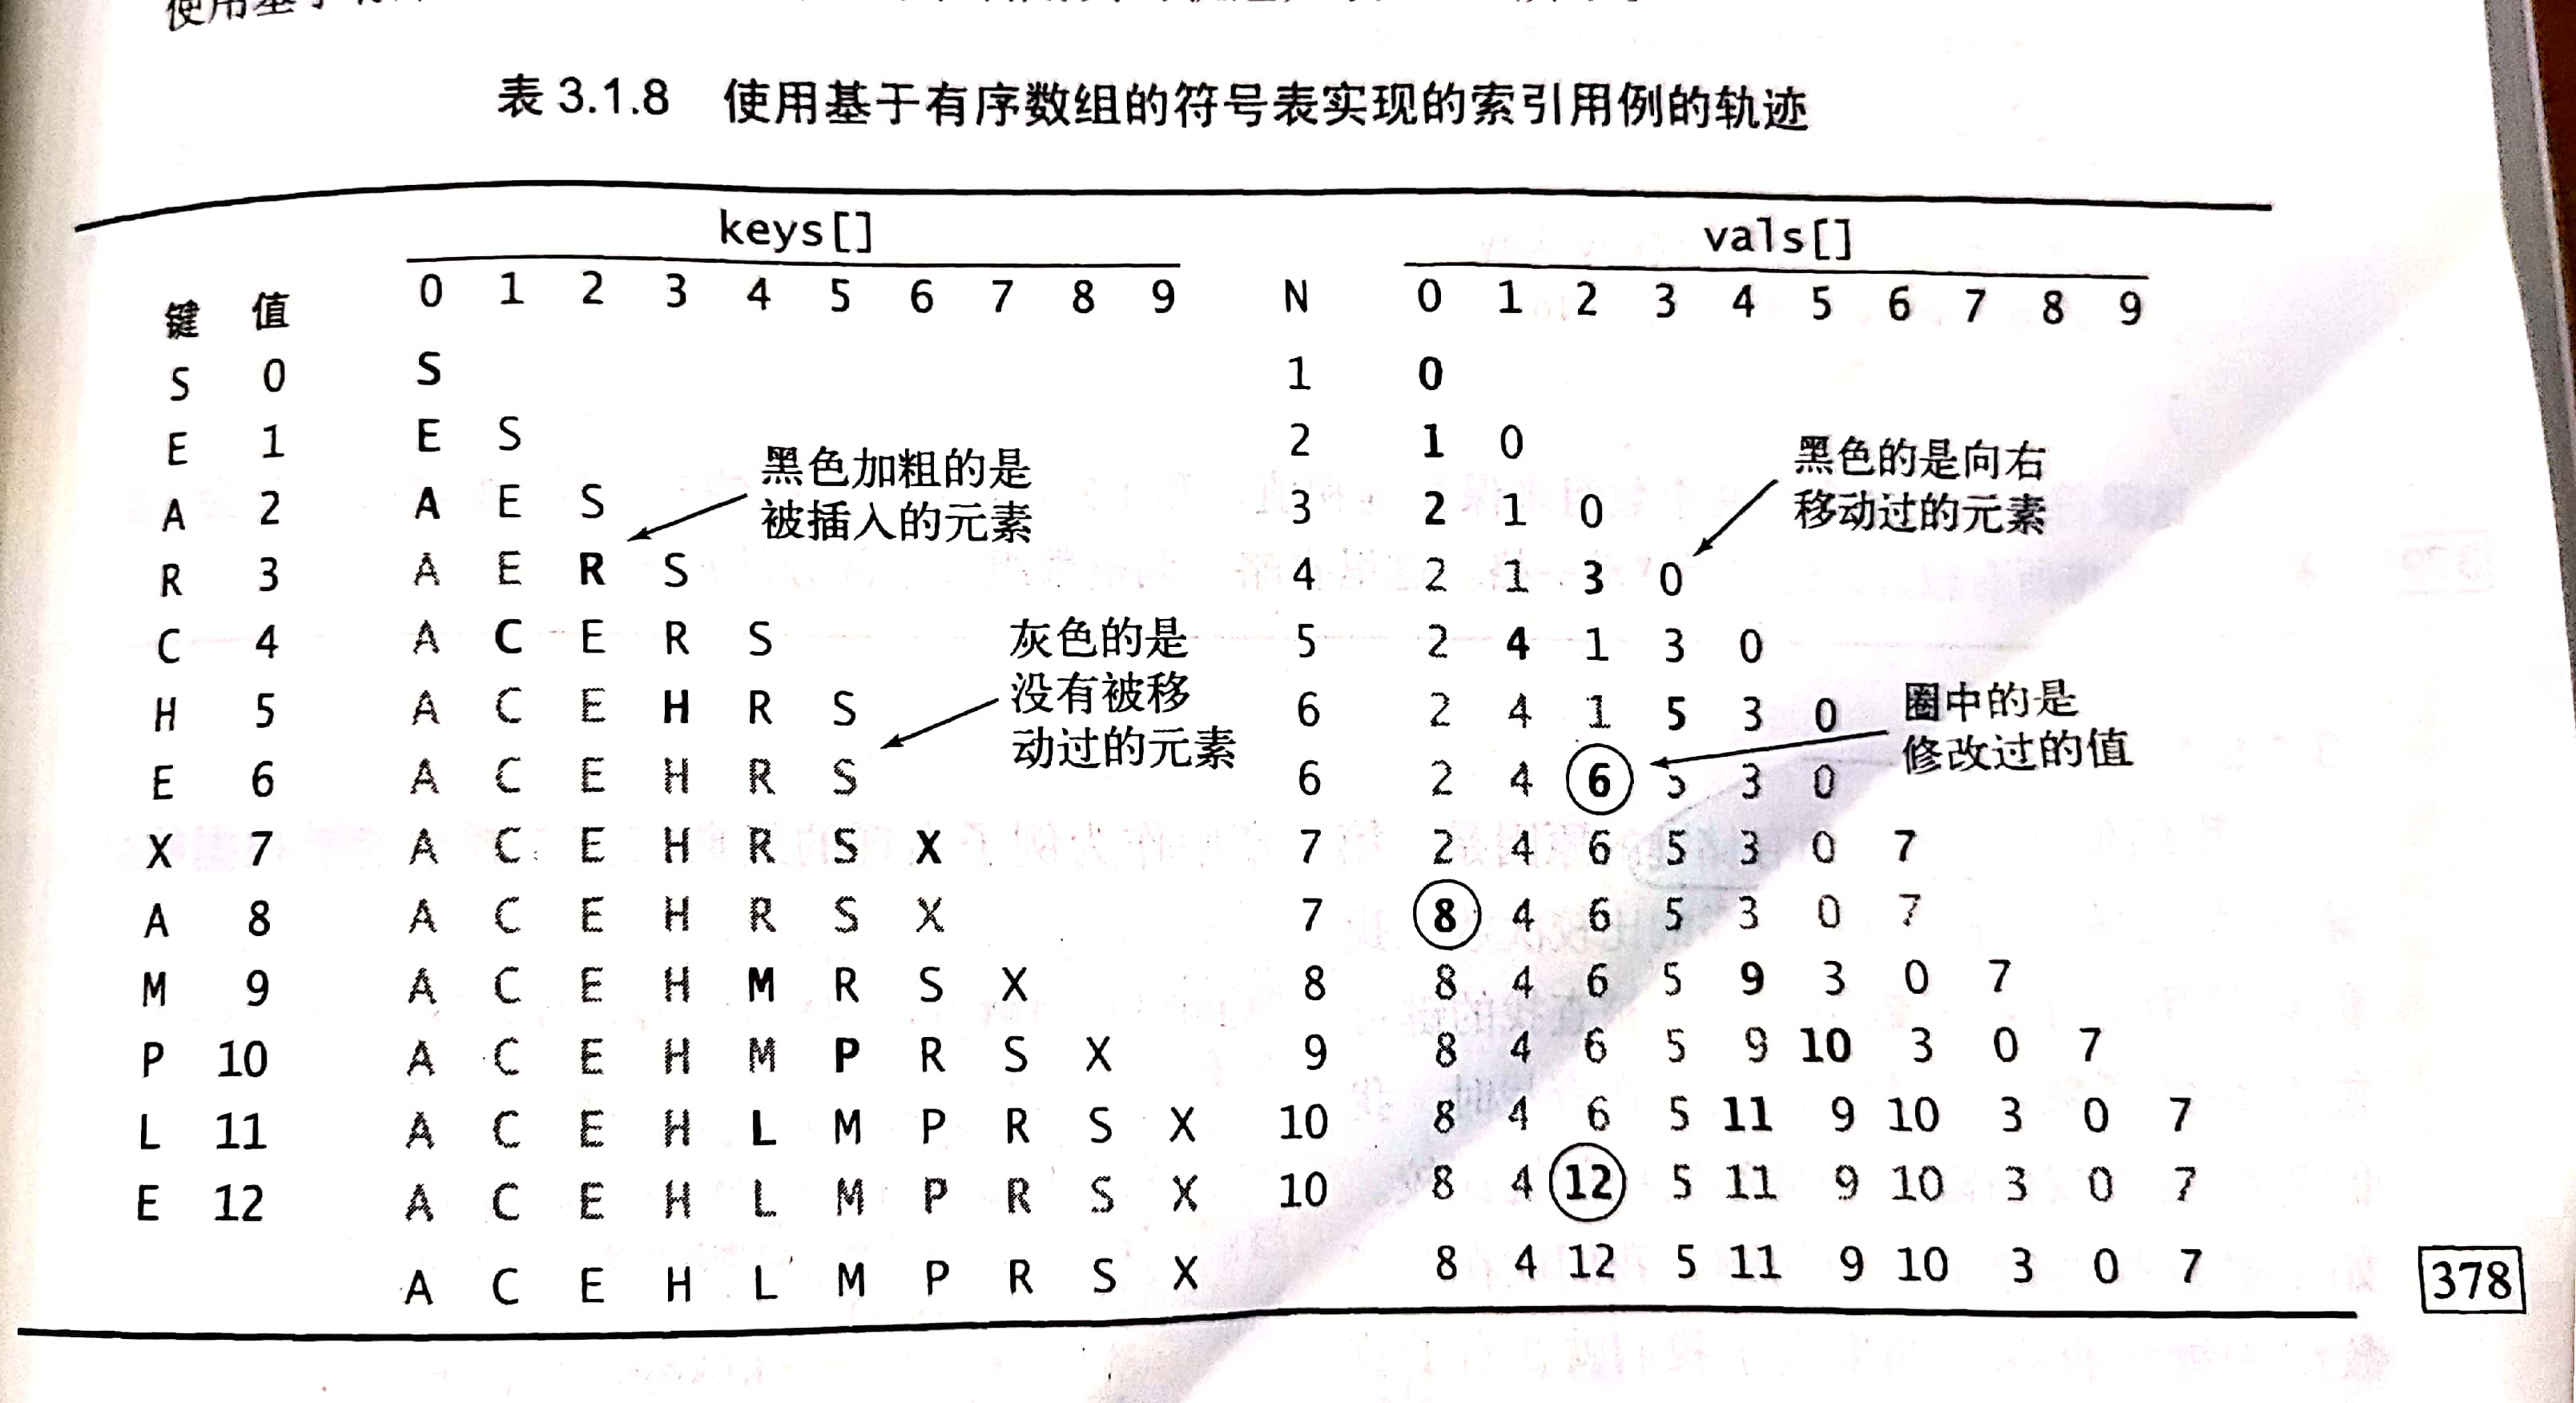 使用基于
表 3.1.8 使用基于有序数组的符号表实现的索引用例的轨迹
keys[] vals[]
键 值 0 1 2 3 4 5 6 7 8 9 N 0 1 2 3 4 5 6 7 8 9
S 0 S 1 0
E 1 E S 2 1 0
黑色加粗的是
被插入的元素
黑色的是向右
移动过的元素
A 2 A E S 3 2 1 0
R 3 A E R S 4 2 1 3 0
C 4 A C E R S 5 2 4 1 3 0
灰色的是
没有被移
动过的元素
H 5 A C E H R S 6 2 4 1 5 3 0
圈中的是
修改过的值
E 6 A C E H R S 6 2 4 6 5 3 0
X 7 A C E H R S X 7 2 4 6 5 3 0 7
A 8 A C E H R S X 7 8 4 6 5 3 0 7
M 9 A C E H M R S X 8 8 4 6 5 9 3 0 7
P 10 A C E H M P R S X 9 8 4 6 5 9 10 3 0 7
L 11 A C E H L M P R S X 10 8 4 6 5 11 9 10 3 0 7
E 12 A C E H L M P R S X 10 8 4 12 5 11 9 10 3 0 7
A C E H L M P R S X 8 4 12 5 11 9 10 3 0 7
378